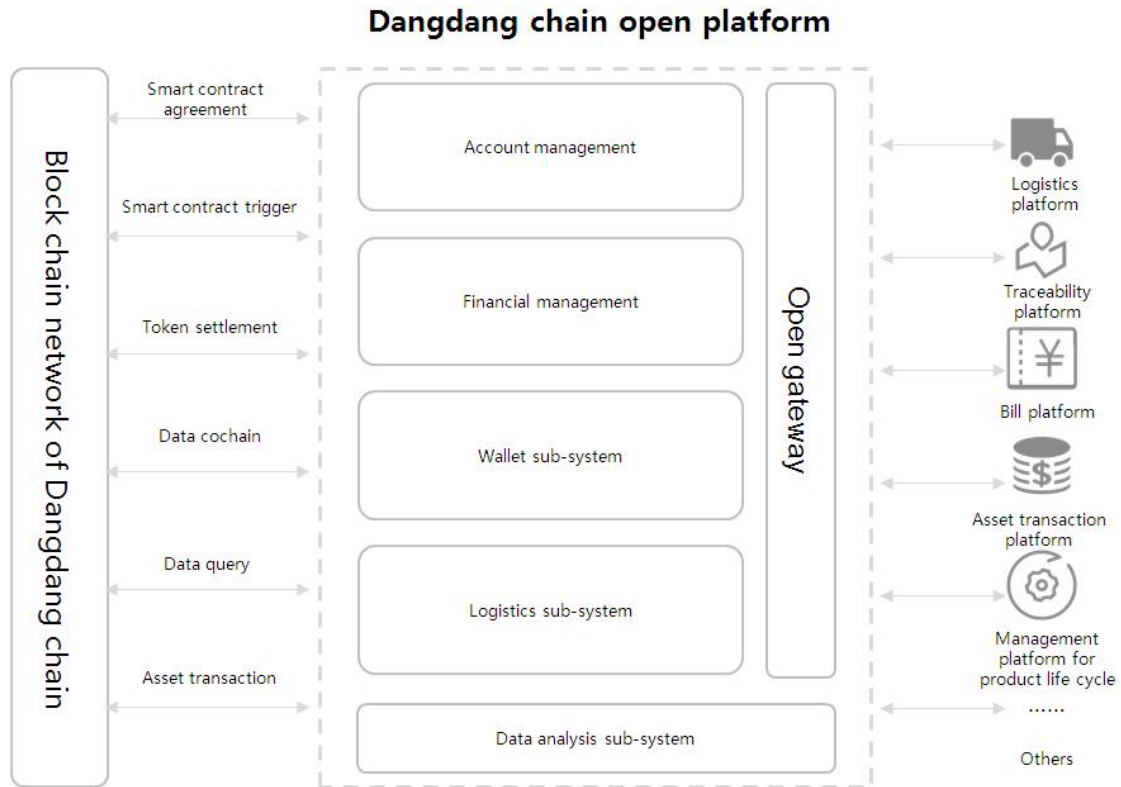 Dangdang chain open platform
Block chain network of Dangdang chain
Smart contract
agreement
Smart contract trigger
Token settlement
Data cochain
Data query
Asset transaction
Account management
Financial management
Wallet sub-system
Logistics sub-system
Data analysis sub-system
Open gateway
Logistics
platform
Traceability
platform
¥
Bill platform
$
Asset transaction
platform
Management
platform for
product life cycle
......
Others